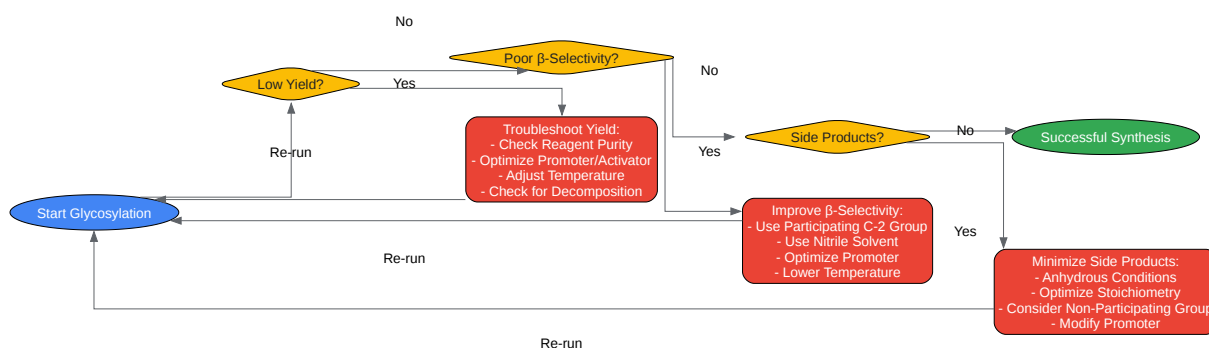 No
Poor β-Selectivity?
No
Low Yield?
Yes
Troubleshoot Yield:
- Check Reagent Purity
- Optimize Promoter/Activator
- Adjust Temperature
- Check for Decomposition
Side Products?
No
Successful Synthesis
Re-run
Yes
Start Glycosylation
Improve β-Selectivity:
- Use Participating C-2 Group
- Use Nitrile Solvent
- Optimize Promoter
- Lower Temperature
Yes
Re-run
Minimize Side Products:
- Anhydrous Conditions
- Optimize Stoichiometry
- Consider Non-Participating Group
- Modify Promoter
Re-run